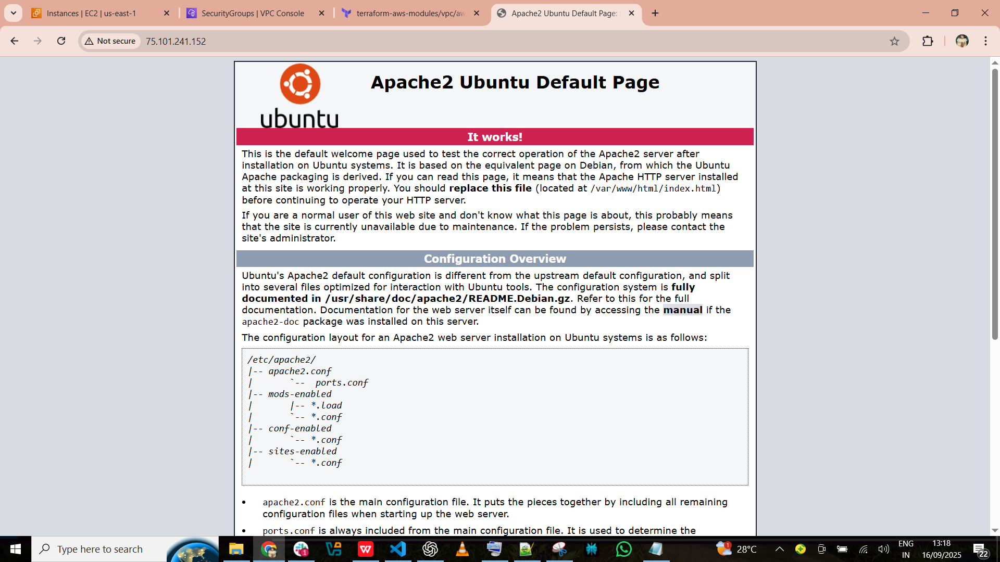 Instances | EC2 | us-east-1
SecurityGroups | VPC Console
terraform-aws-modules/vpc/aw
Apache2 Ubuntu Default Page:
Not secure
75.101.241.152
ubuntu
Apache2 Ubuntu Default Page
It works!
This is the default welcome page used to test the correct operation of the Apache2 server after
installation on Ubuntu systems. It is based on the equivalent page on Debian, from which the Ubuntu
Apache packaging is derived. If you can read this page, it means that the Apache HTTP server installed
at this site is working properly. You should replace this file (located at /var/www/html/index.html)
before continuing to operate your HTTP server.
If you are a normal user of this web site and don't know what this page is about, this probably means
that the site is currently unavailable due to maintenance. If the problem persists, please contact the
site's administrator.
Configuration Overview
Ubuntu's Apache2 default configuration is different from the upstream default configuration, and split
into several files optimized for interaction with Ubuntu tools. The configuration system is fully
documented in /usr/share/doc/apache2/README.Debian.gz. Refer to this for the full
documentation. Documentation for the web server itself can be found by accessing the manual if the
apache2-doc package was installed on this server.
The configuration layout for an Apache2 web server installation on Ubuntu systems is as follows:
/etc/apache2/
|-- apache2.conf
|       `--  ports.conf
|-- mods-enabled
|       |-- *.load
|       `-- *.conf
|-- conf-enabled
|       `-- *.conf
|-- sites-enabled
|       `-- *.conf
• apache2.conf is the main configuration file. It puts the pieces together by including all remaining
configuration files when starting up the web server.
• ports.conf is always included from the main configuration file. It is used to determine the
Type here to search
1
W
1
28°C
ENG
IN
13:18
16/09/2025
22